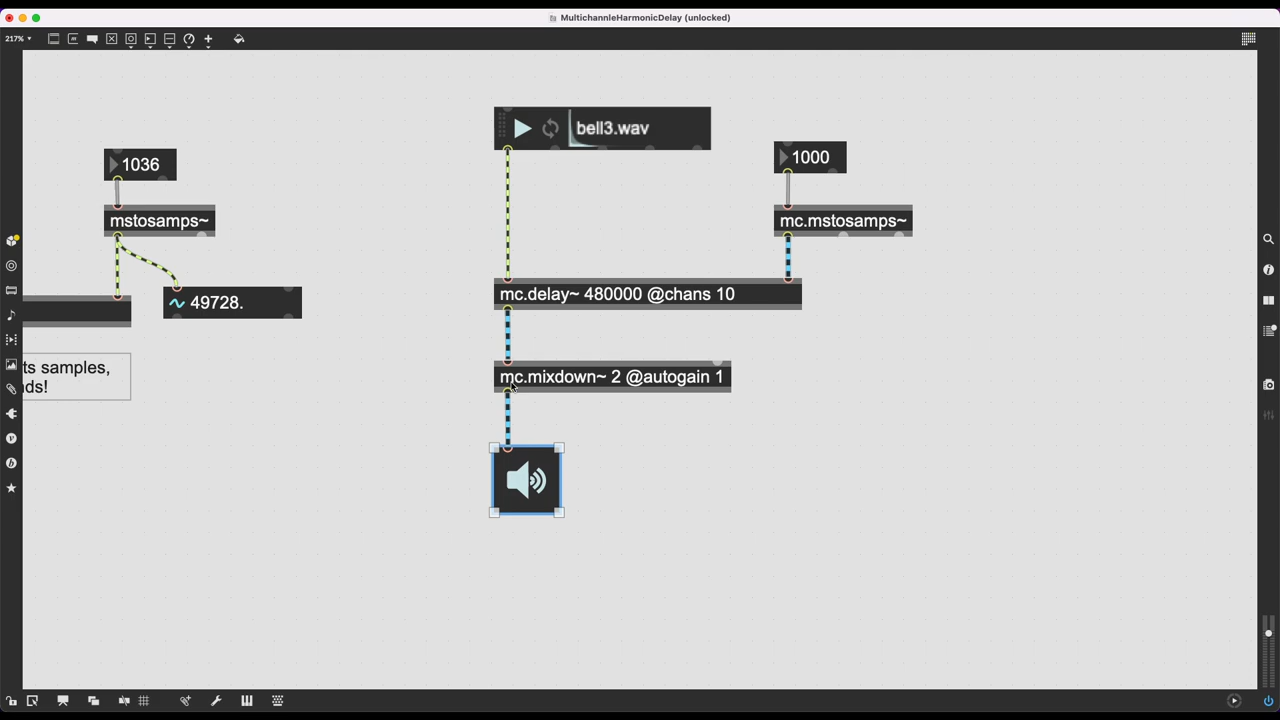 MultichannleHarmonicDelay (unlocked)
217%
bell3.wav
1036
1000
mstosamps~
mc.mstosamps~
49728.
mc.delay~ 480000 @chans 10
ts samples,
nds!
mc.mixdown~ 2 @autogain 1